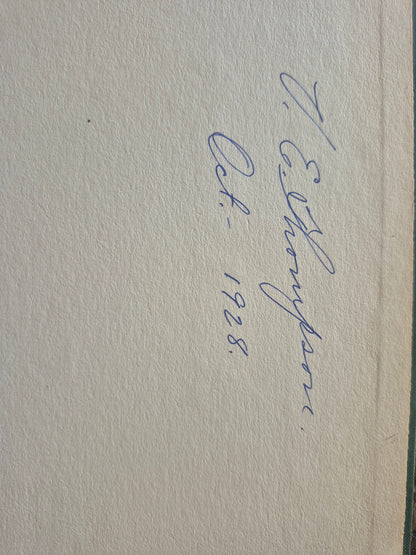 J. E. Thompson.
Oct.- 1928.